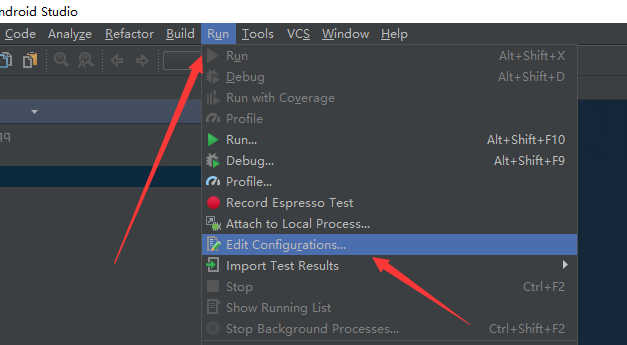 ndroid Studio
Code Analyze Refactor Build Run Tools VCS Window Help
Run Alt+Shift+X
Debug Alt+Shift+D
Run with Coverage
Profile
qq
Run... Alt+Shift+F10
Debug... Alt+Shift+F9
Profile...
Record Espresso Test
Attach to Local Process...
Edit Configurations...
Import Test Results
Stop Ctrl+F2
Show Running List
Stop Background Processes... Ctrl+Shift+F2